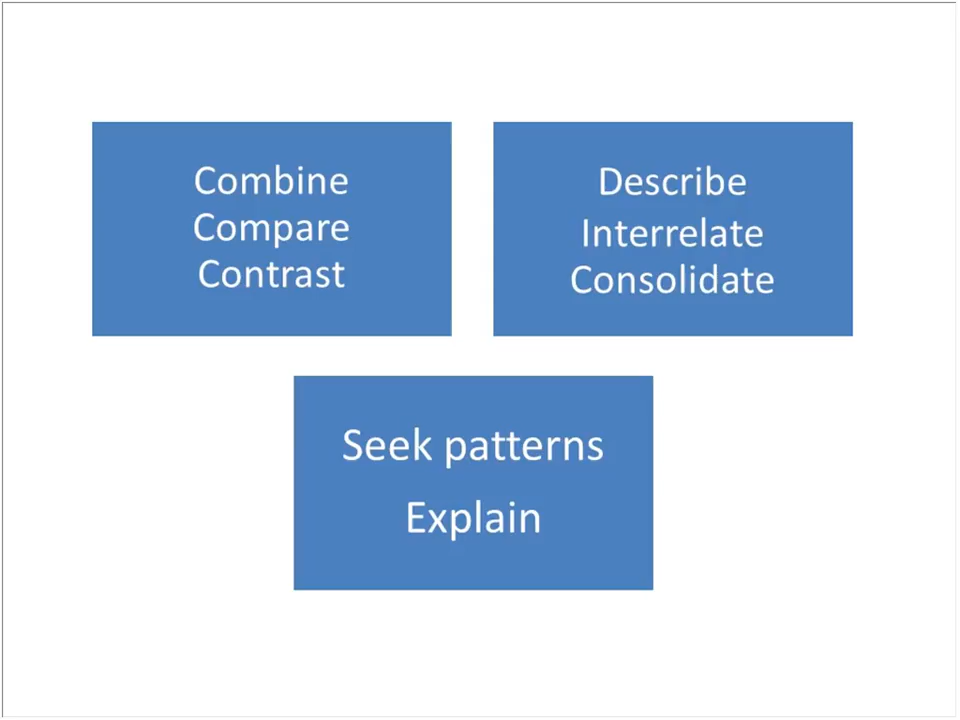 Combine
Compare
Contrast
Describe
Interrelate
Consolidate
Seek patterns
Explain